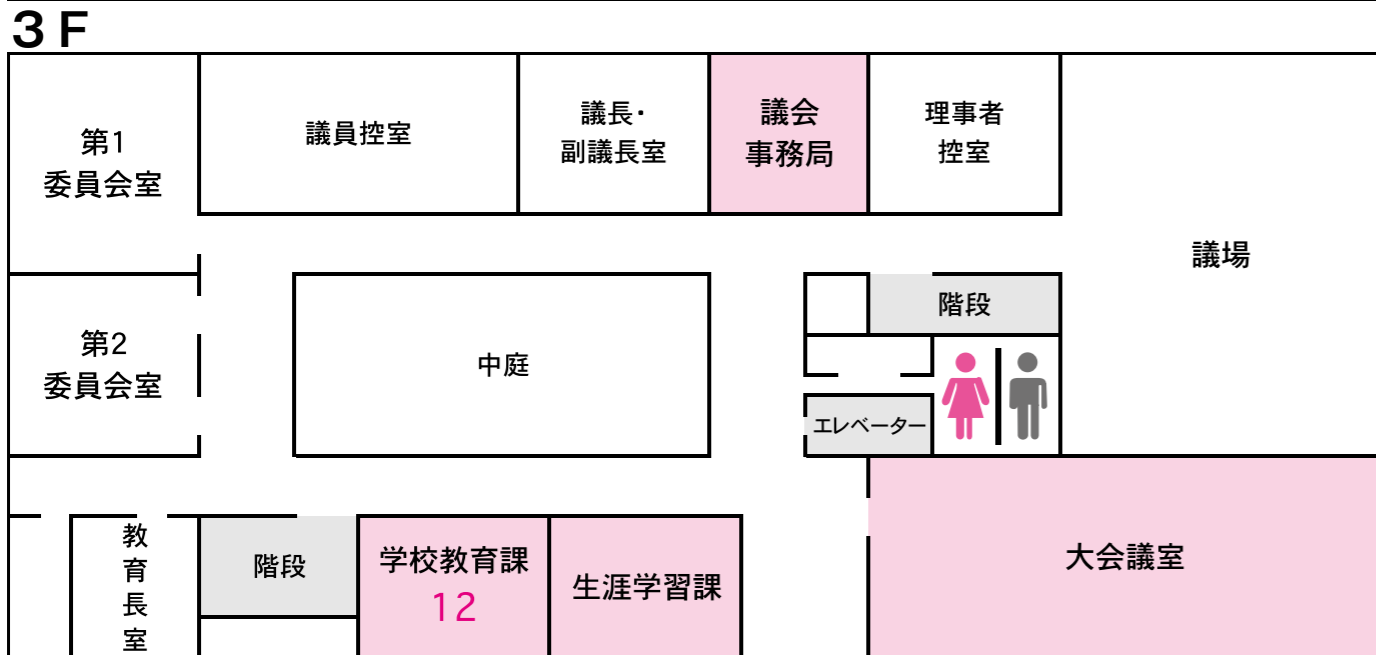 ３Ｆ
第1
委員会室
議員控室
議長・
副議長室
議会
事務局
理事者
控室
議場
第2
委員会室
中庭
階段
エレベーター
大会議室
教
育
長
室
階段
学校教育課
12
生涯学習課